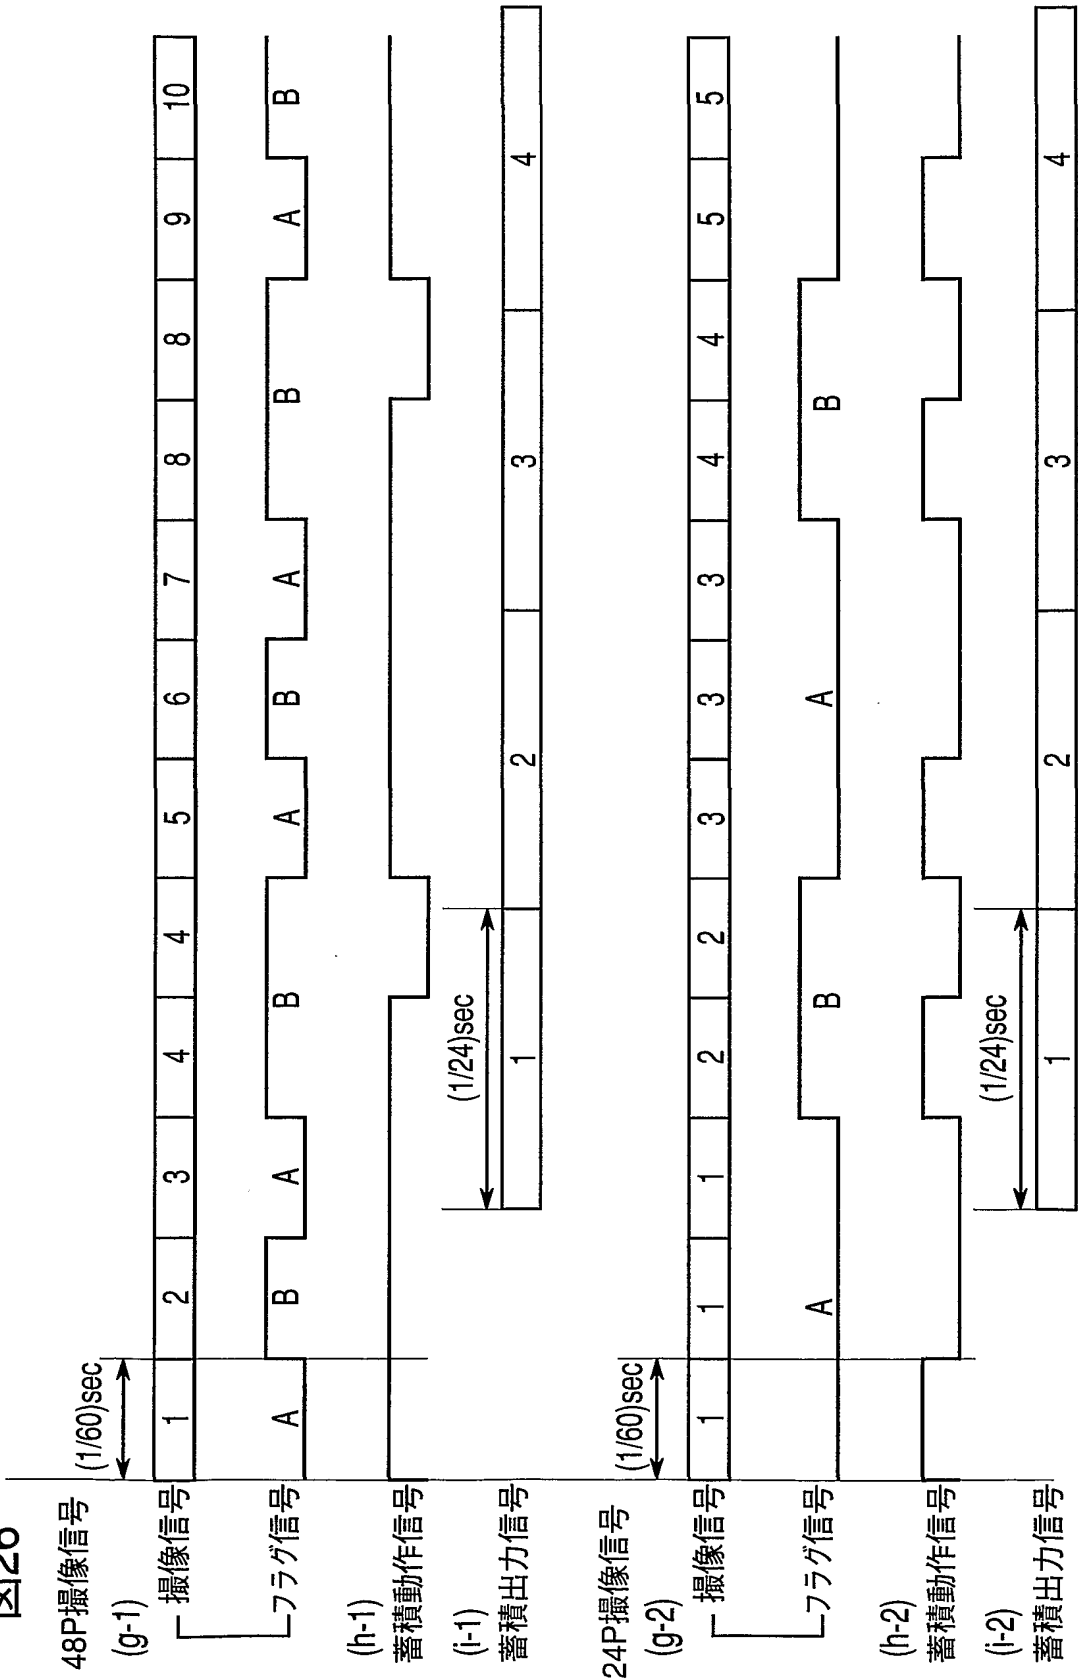 図26
48P撮像信号
(g-1)
(1/60)sec
撮像信号 1 2 3 4 4 5 6 7 8 8 9 10
フラグ信号 A B A B A B A B A B
(h-1)
蓄積動作信号
(i-1)
(1/24)sec
蓄積出力信号 1 2 3 4
24P撮像信号
(g-2)
(1/60)sec
撮像信号 1 1 1 2 2 3 3 3 4 4 5 5
フラグ信号 A B A B
(h-2)
蓄積動作信号
(i-2)
(1/24)sec
蓄積出力信号 1 2 3 4